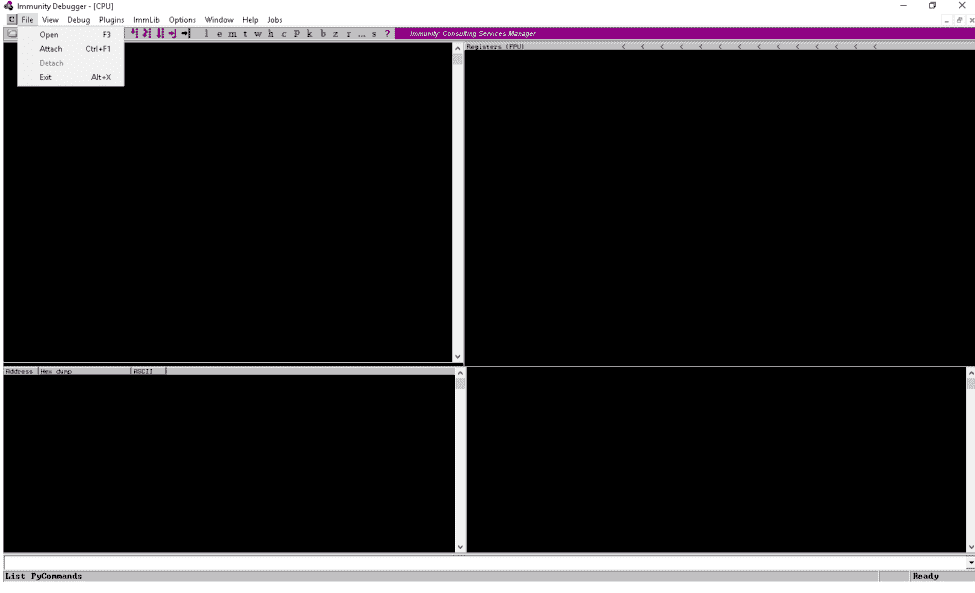 Immunity Debugger - [CPU]
C File View Debug Plugins ImmLib Options Window Help Jobs
l e m t w h c P k b z r ... s ? Immunity: Consulting Services Manager
Open F3
Attach Ctrl+F1
Detach
Exit Alt+X
Registers (FPU) < < < < < < < < < < < < < <
Address Hex dump ASCII
List PyCommands Ready